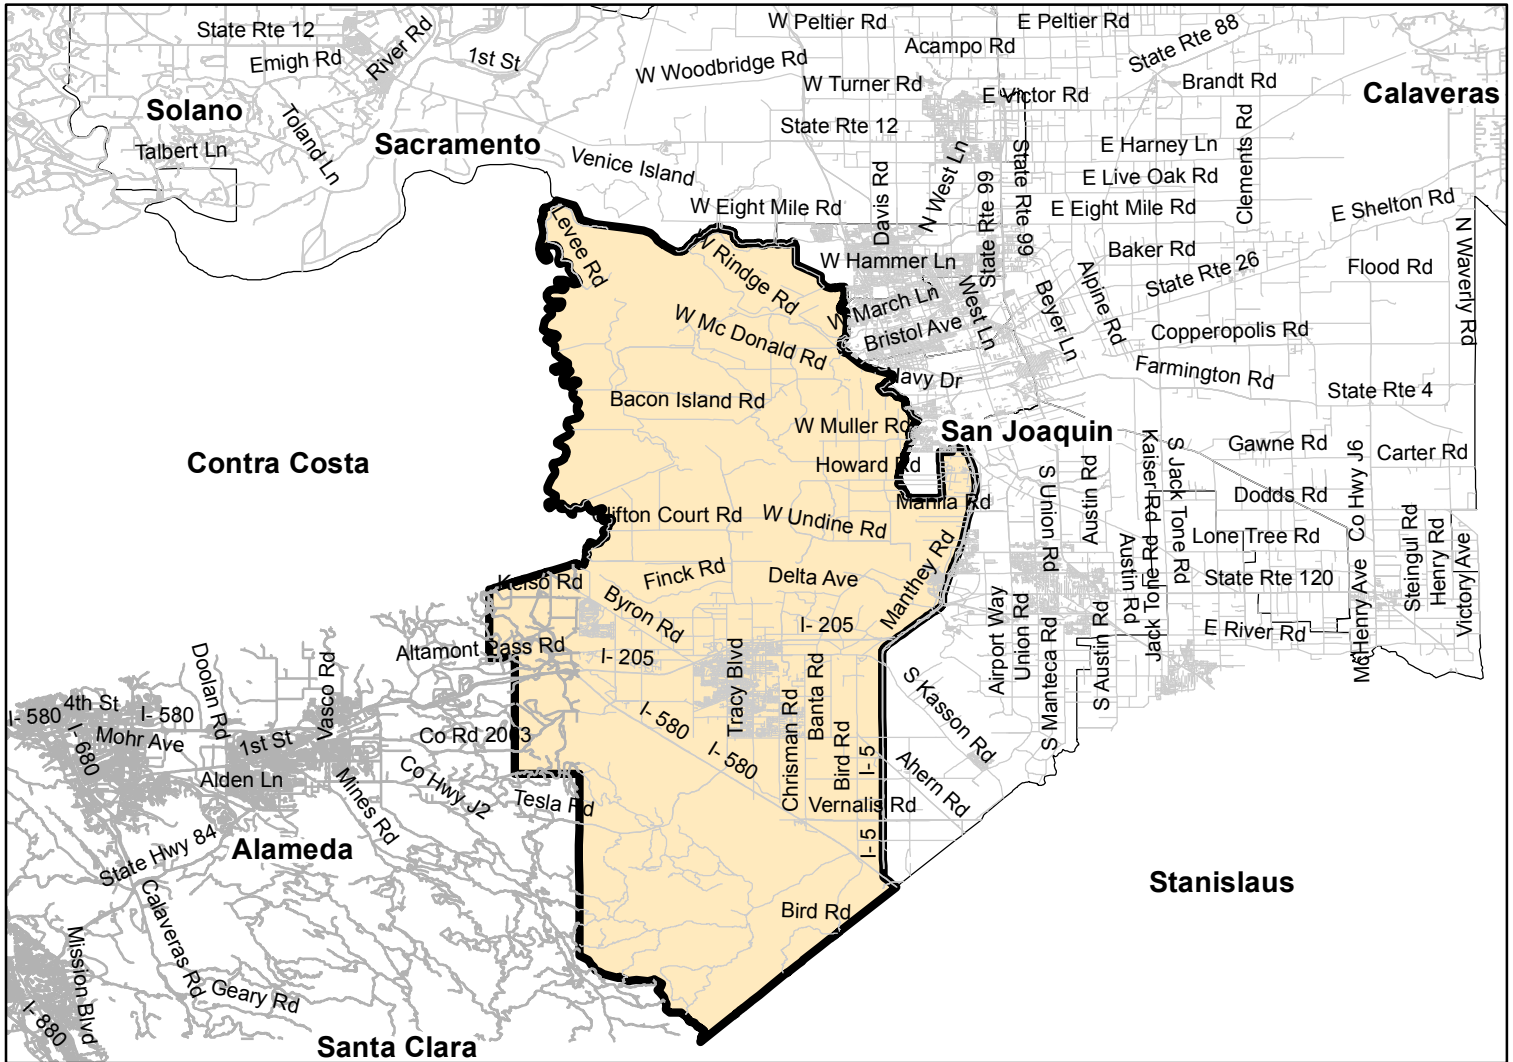 W Peltier Rd
E Peltier Rd
State Rte 12
River Rd
Acampo Rd
State Rte 88
Emigh Rd
1st St
W Woodbridge Rd
W Turner Rd
E Victor Rd
Brandt Rd
Calaveras
Solano
Toland Ln
State Rte 12
Clements Rd
Sacramento
Talbert Ln
Venice Island
Davis Rd
N West Ln
State Rte 99
State Rte 99
E Harney Ln
E Live Oak Rd
W Eight Mile Rd
E Eight Mile Rd
E Shelton Rd
N Waverly Rd
Levee Rd
W Rindge Rd
W Hammer Ln
Baker Rd
Alpine Rd
State Rte 26
Flood Rd
W March Ln
West Ln
Beyer Ln
W Mc Donald Rd
Bristol Ave
Copperopolis Rd
Navy Dr
Farmington Rd
State Rte 4
Bacon Island Rd
W Muller Rd
San Joaquin
Kaiser Rd
S Jack Tone Rd
Gawne Rd
Co Hwy J6
Carter Rd
Contra Costa
Howard Rd
S Union Rd
Austin Rd
Manila Rd
Dodds Rd
Clifton Court Rd
W Undine Rd
Austin Rd
Jack Tone Rd
Lone Tree Rd
Steingul Rd
Henry Rd
Victory Ave
Kelso Rd
Finck Rd
Delta Ave
Manthey Rd
State Rte 120
Byron Rd
I- 205
Airport Way
Union Rd
S Manteca Rd
S Austin Rd
E River Rd
McHenry Ave
Altamont Pass Rd
I- 205
Doolan Rd
Vasco Rd
Tracy Blvd
Banta Rd
S Kasson Rd
4th St
I- 580
I- 580
I- 680
Mohr Ave
1st St
Co Rd 2063
I- 580
I- 580
Chrisman Rd
Bird Rd
I- 5
Ahern Rd
Alden Ln
Mines Rd
Co Hwy J2
Tesla Rd
Vernalis Rd
I- 5
State Hwy 84
Alameda
Stanislaus
Calaveras Rd
Bird Rd
Mission Blvd
Geary Rd
I- 880
Santa Clara